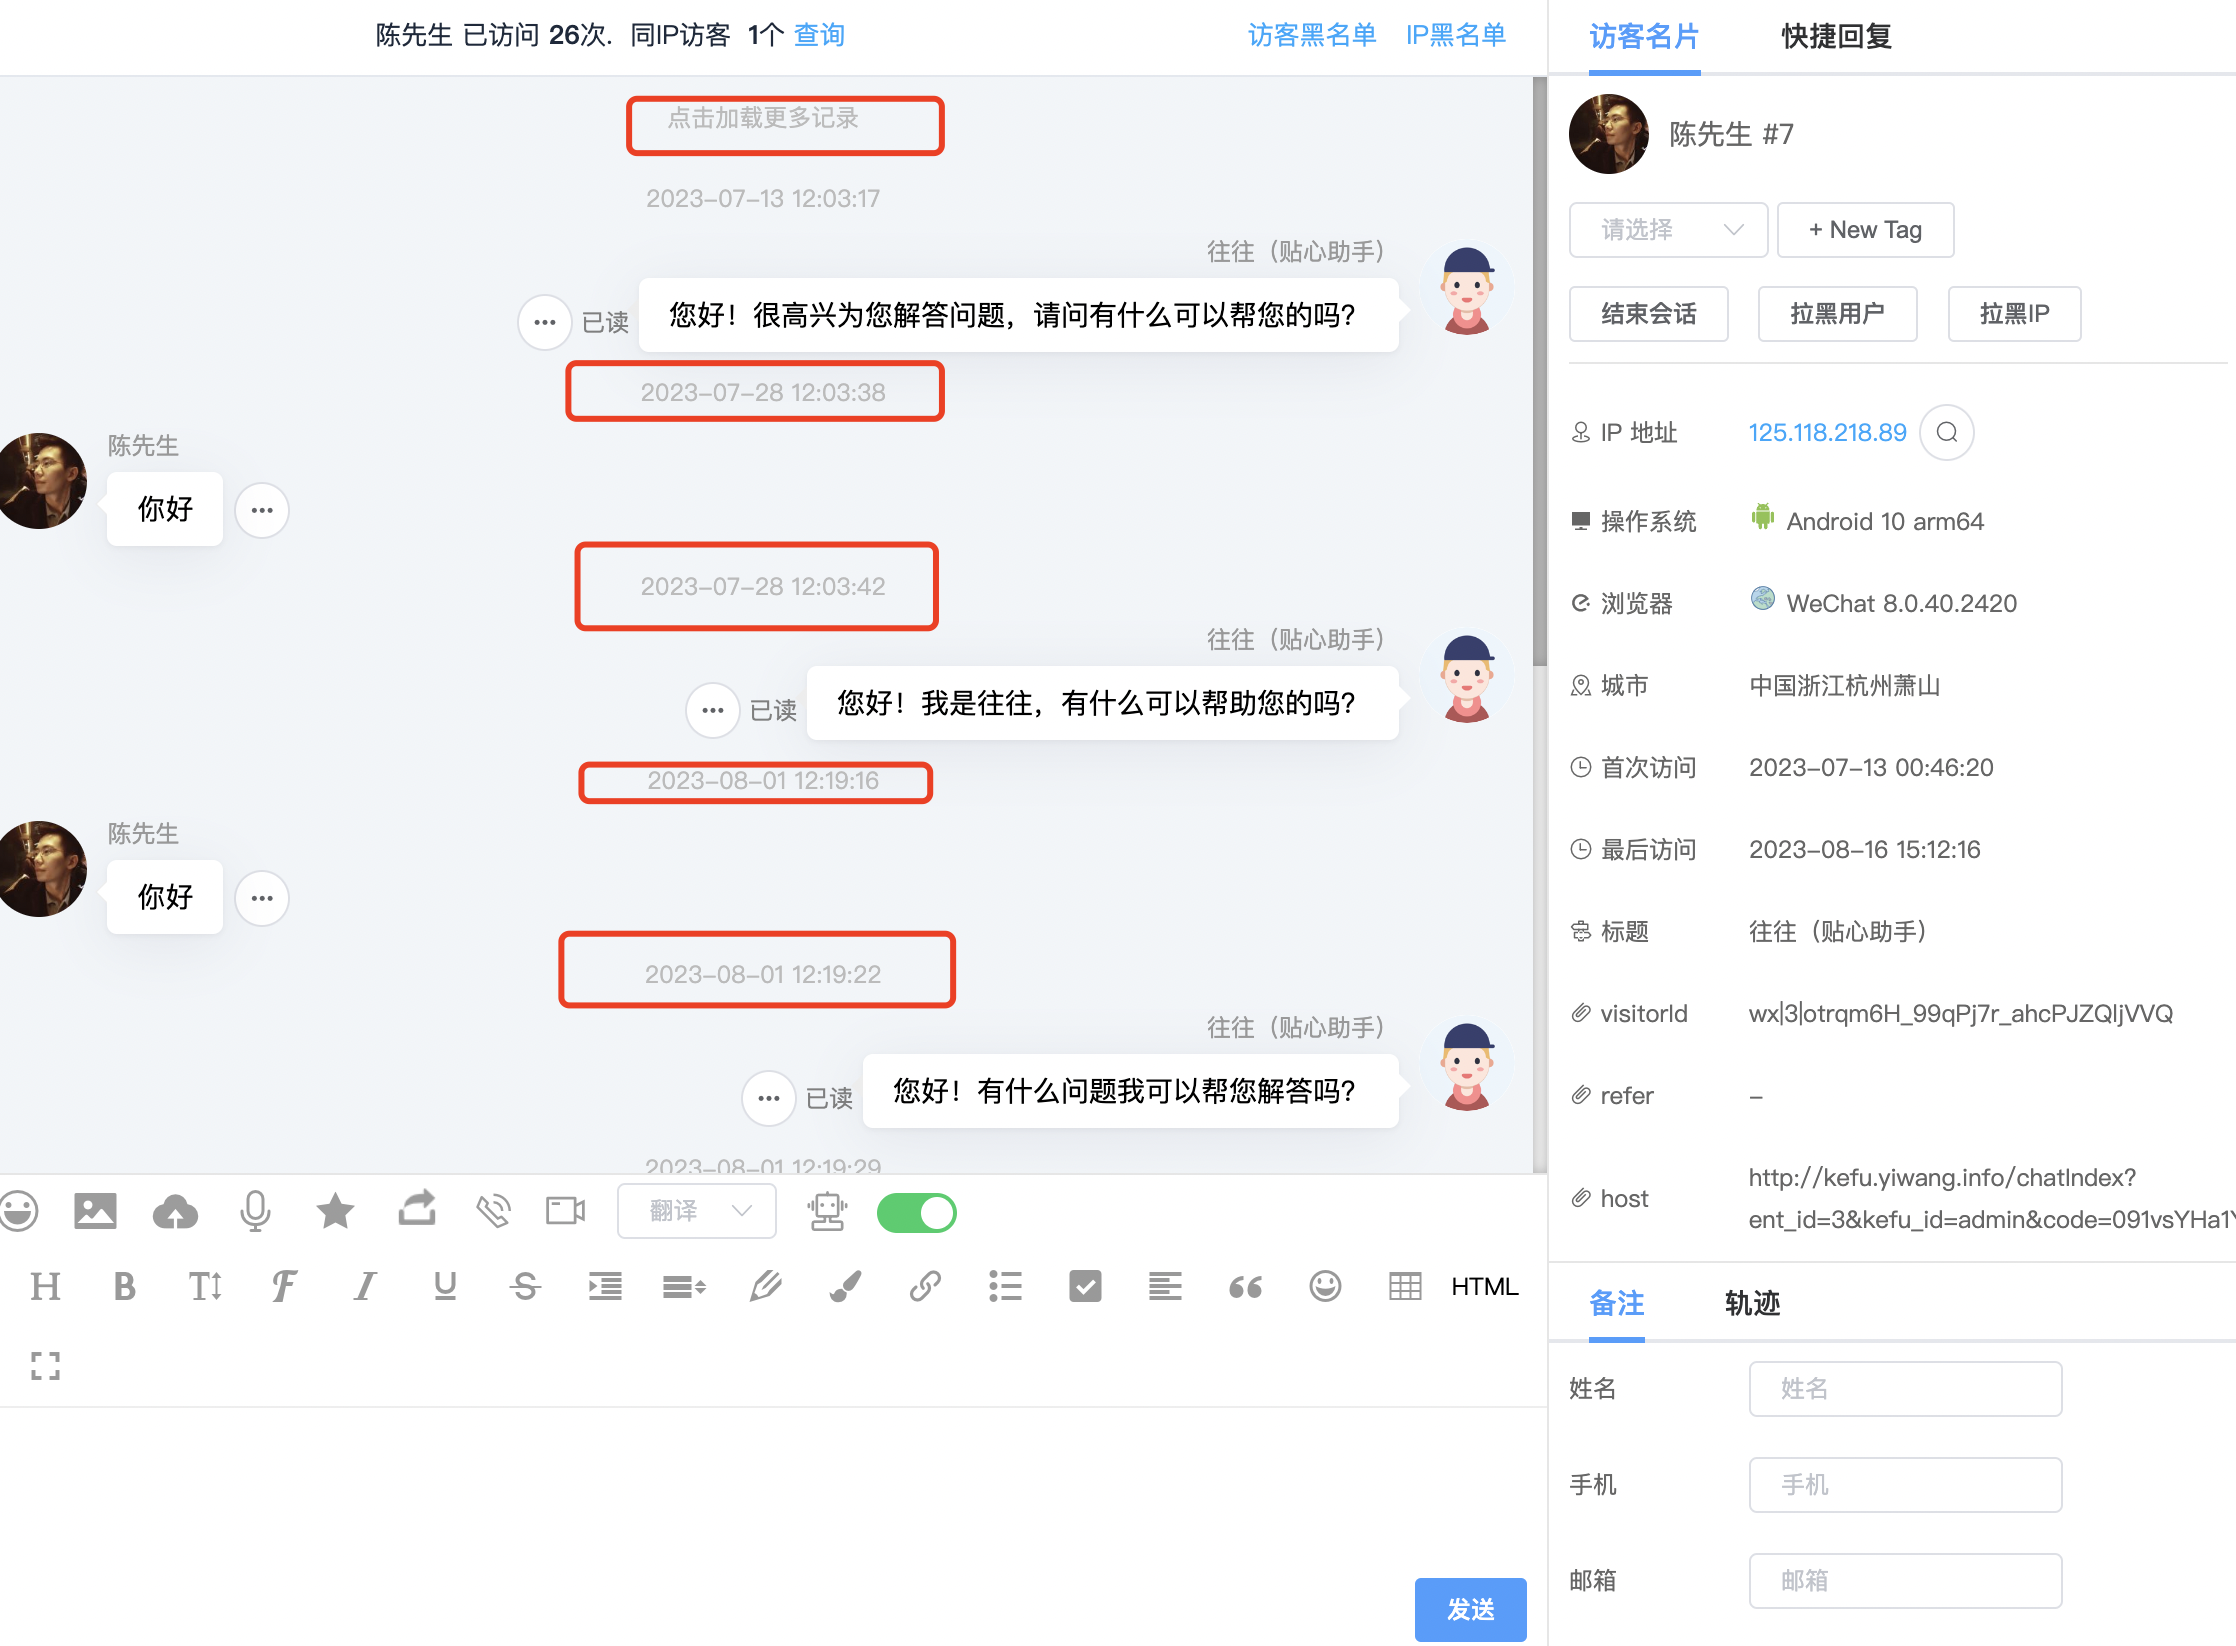 陈先生 已访问 26次. 同IP访客 1个 查询
访客黑名单 IP黑名单
点击加载更多记录
2023-07-13 12:03:17
往往（贴心助手）
已读 您好！很高兴为您解答问题，请问有什么可以帮您的吗？
2023-07-28 12:03:38
陈先生
你好
2023-07-28 12:03:42
往往（贴心助手）
已读 您好！我是往往，有什么可以帮助您的吗？
2023-08-01 12:19:16
陈先生
你好
2023-08-01 12:19:22
往往（贴心助手）
已读 您好！有什么问题我可以帮您解答吗？
2023-08-01 12:19:29
翻译
HTML
发送
访客名片 快捷回复
陈先生 #7
请选择 + New Tag
结束会话 拉黑用户 拉黑IP
IP 地址 125.118.218.89
操作系统 Android 10 arm64
浏览器 WeChat 8.0.40.2420
城市 中国浙江杭州萧山
首次访问 2023-07-13 00:46:20
最后访问 2023-08-16 15:12:16
标题 往往（贴心助手）
visitorId wx|3|otrqm6H_99qPj7r_ahcPJZQIjVVQ
refer -
host http://kefu.yiwang.info/chatIndex?
ent_id=3&kefu_id=admin&code=091vsYHa1Y
备注 轨迹
姓名 姓名
手机 手机
邮箱 邮箱